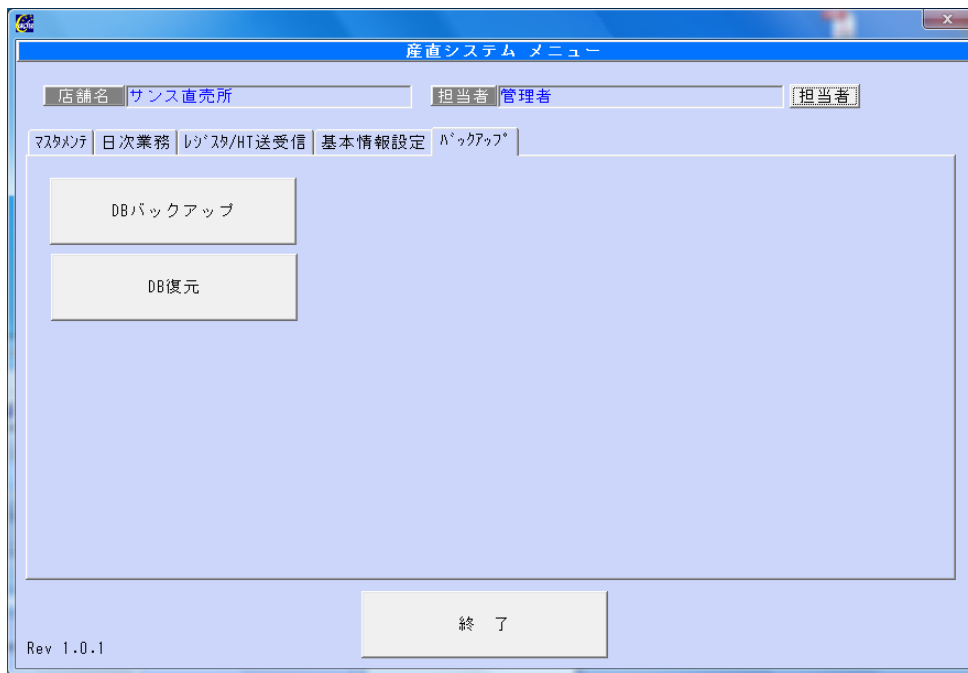 産直システム メニュー
店舗名 サンス直売所 担当者 管理者 担当者
ﾏｽﾀﾒﾝﾃ 日次業務 ﾚｼﾞｽﾀ/HT送受信 基本情報設定 ﾊﾞｯｸｱｯﾌﾟ
DBバックアップ
DB復元
終 了
Rev 1.0.1